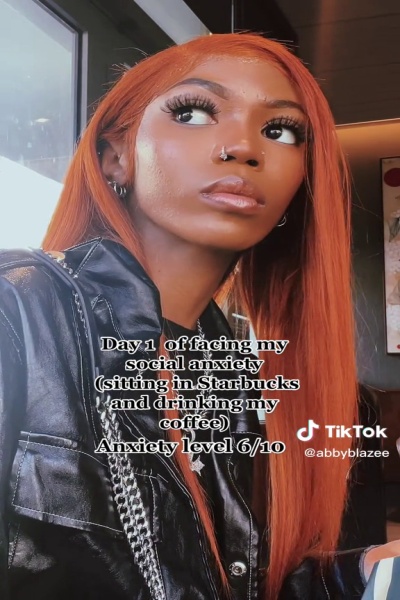 Day 1 of facing my
social anxiety
(sitting in Starbucks
and drinking my
coffee)
Anxiety level 6/10
TikTok
@abbyblazee